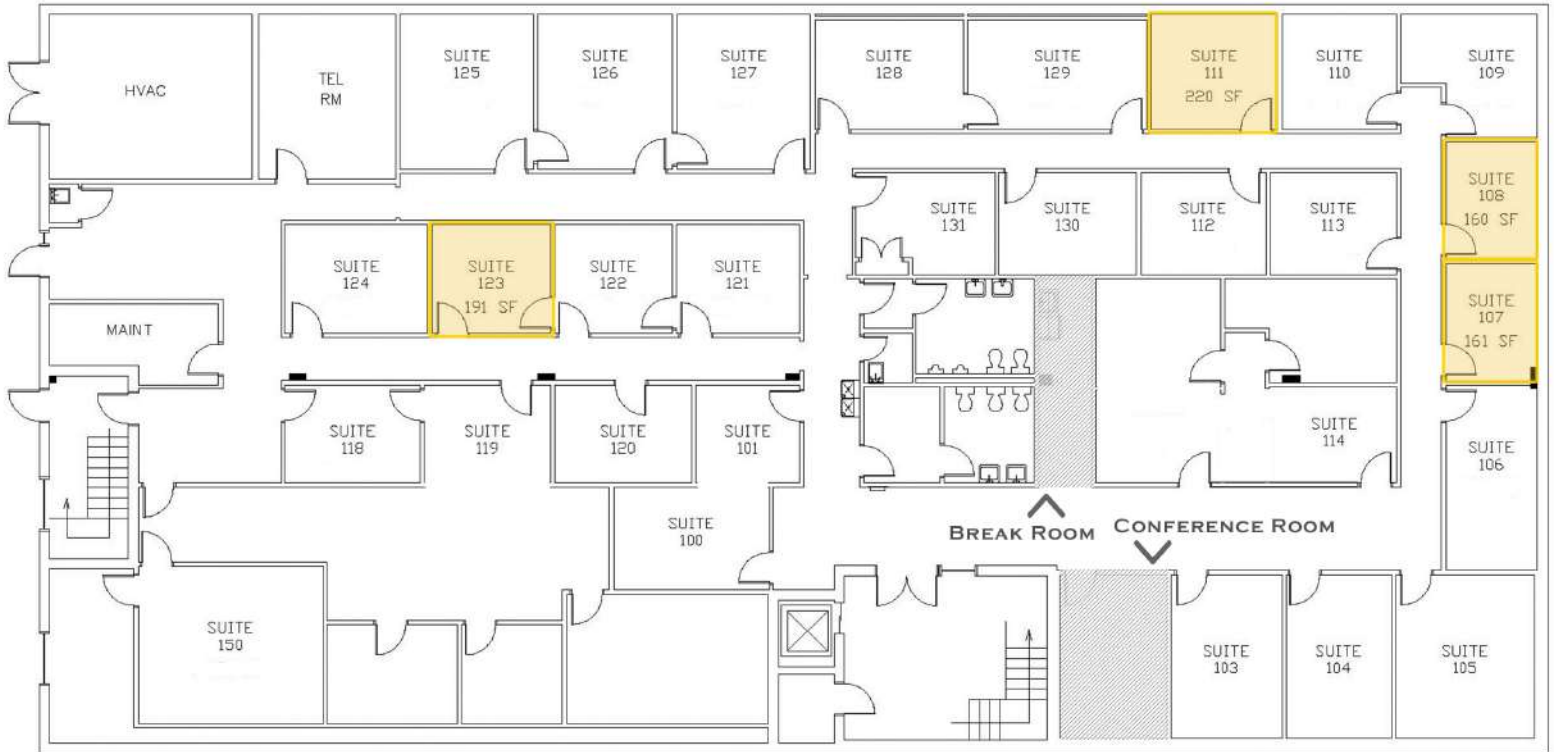 HVAC
TEL
RM
SUITE
125
SUITE
126
SUITE
127
SUITE
128
SUITE
129
SUITE
111
220 SF
SUITE
110
SUITE
109
SUITE
108
160 SF
SUITE
131
SUITE
130
SUITE
112
SUITE
113
SUITE
124
SUITE
123
191 SF
SUITE
122
SUITE
121
SUITE
107
161 SF
MAINT
SUITE
118
SUITE
119
SUITE
120
SUITE
101
SUITE
114
SUITE
106
SUITE
100
BREAK ROOM
CONFERENCE ROOM
SUITE
150
SUITE
103
SUITE
104
SUITE
105